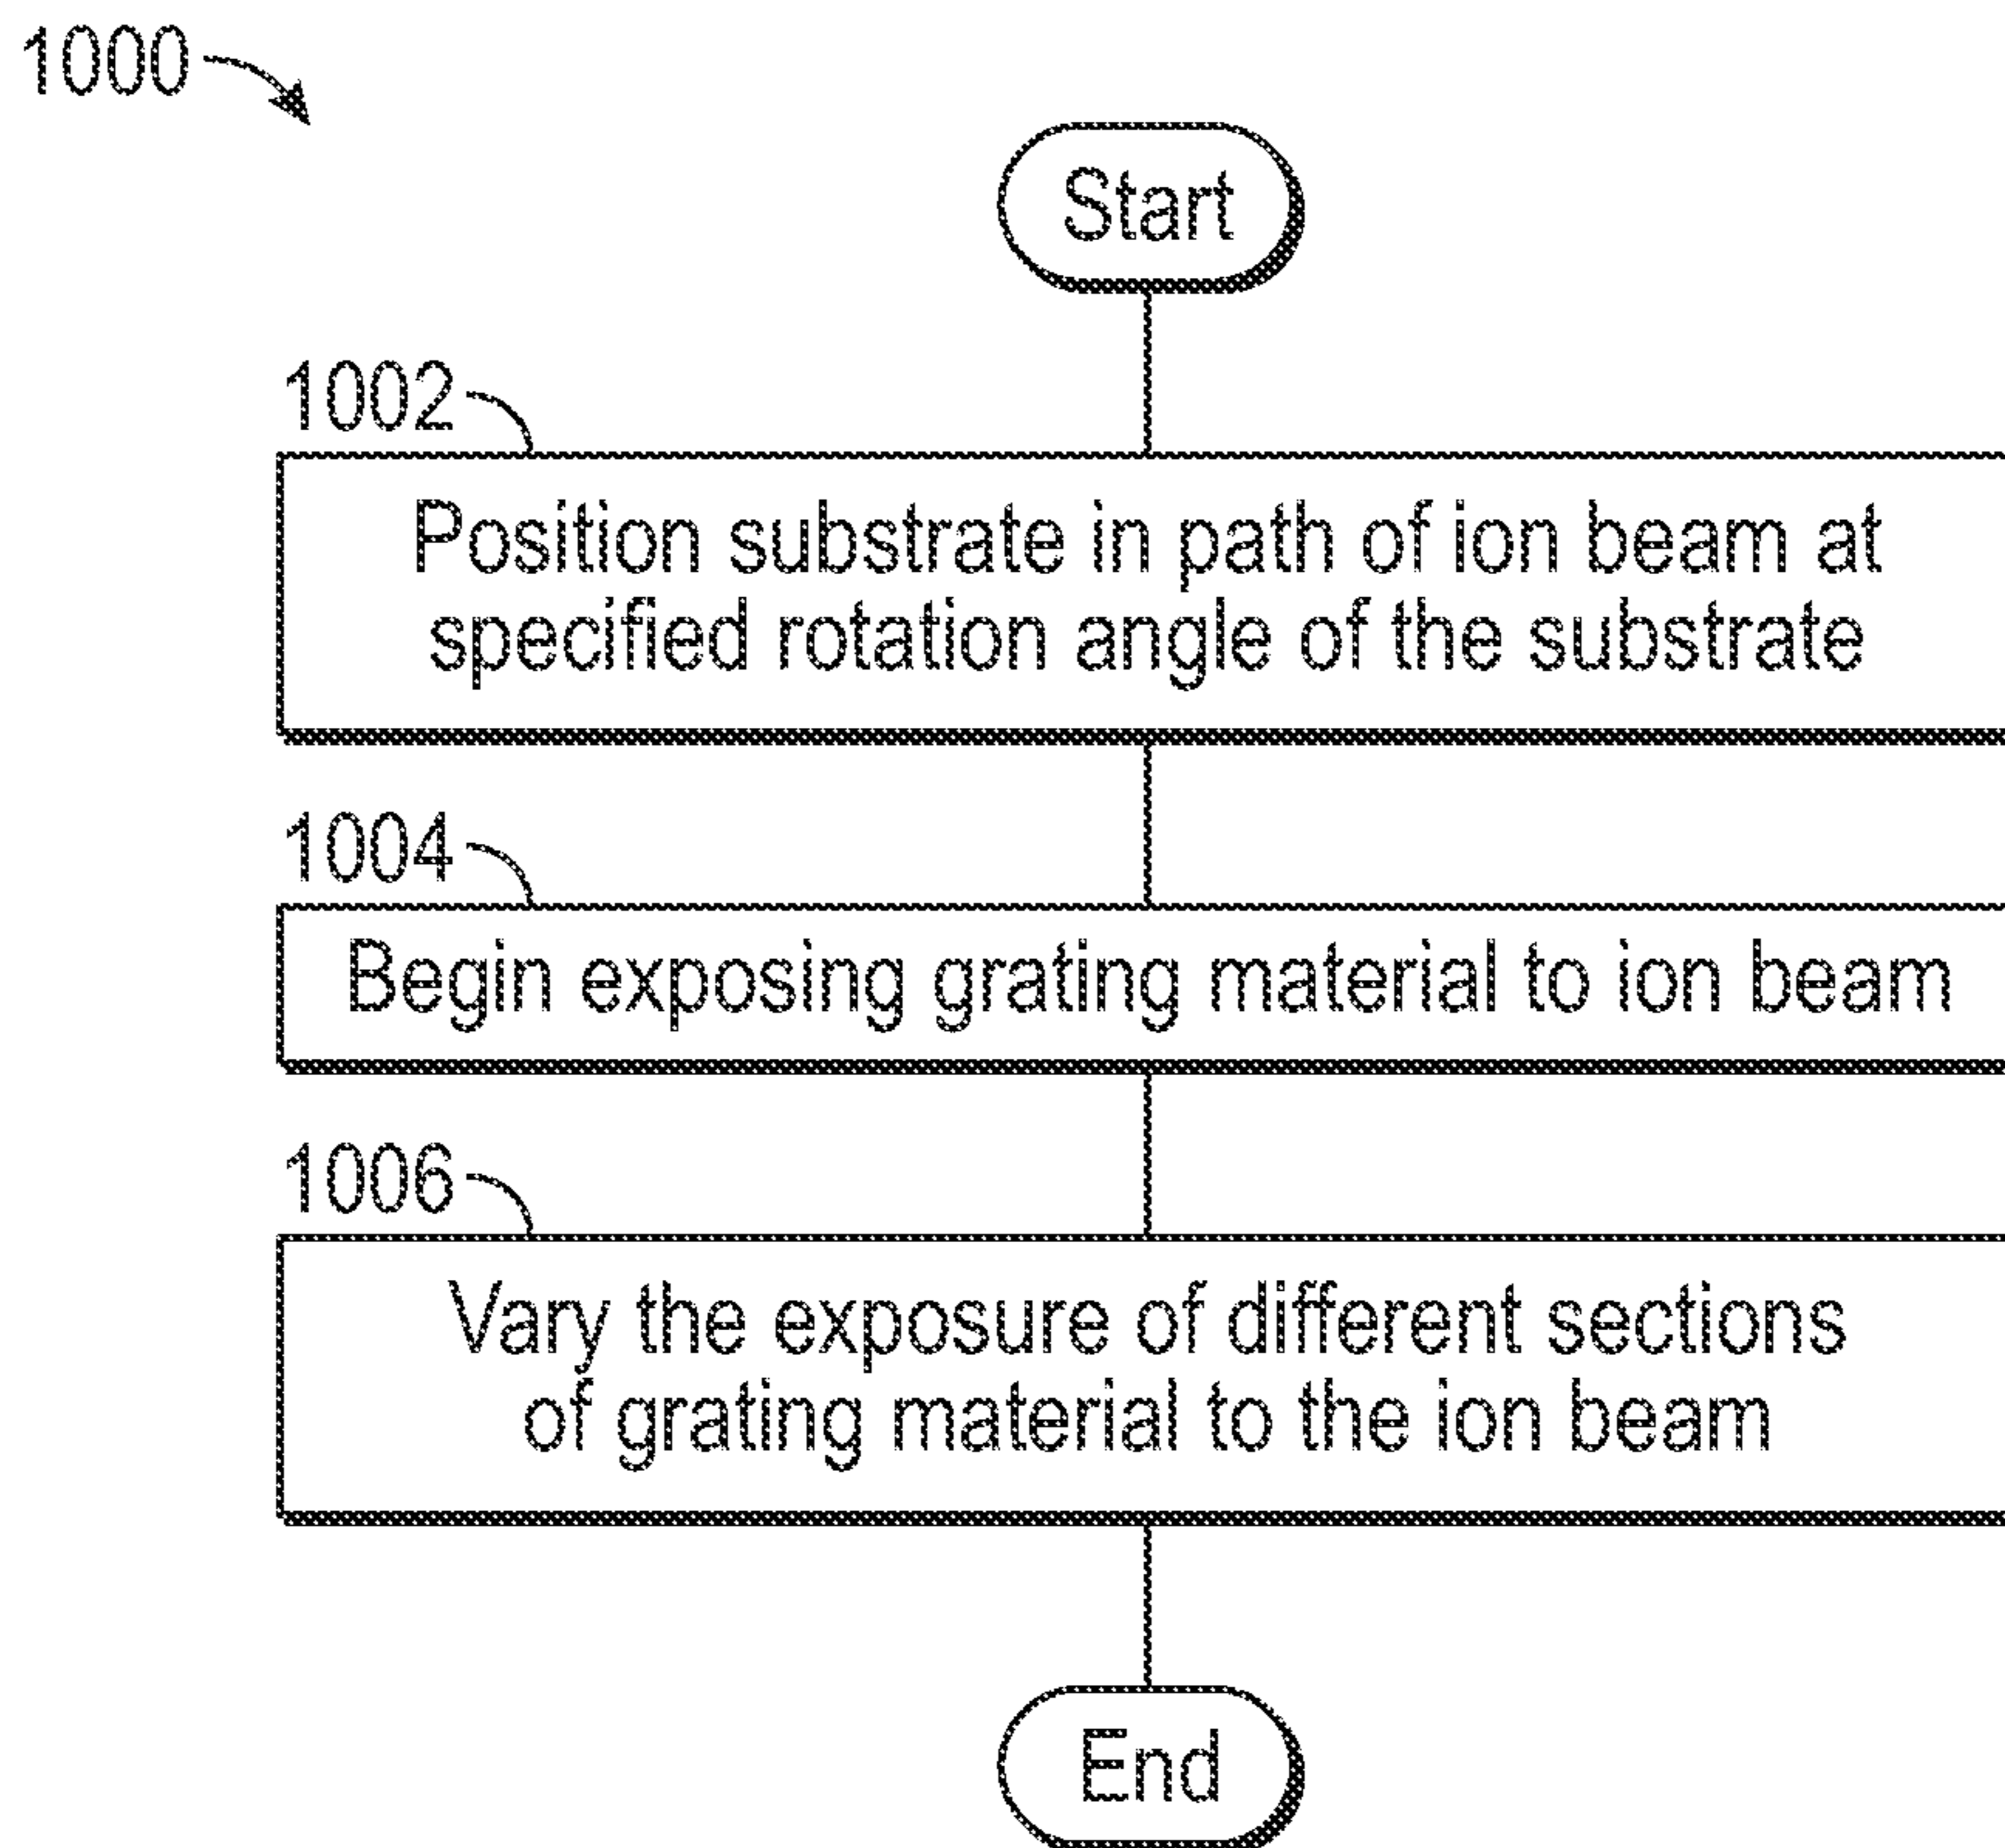 1000
Start
1002
Position substrate in path of ion beam at
specified rotation angle of the substrate
1004
Begin exposing grating material to ion beam
1006
Vary the exposure of different sections
of grating material to the ion beam
End